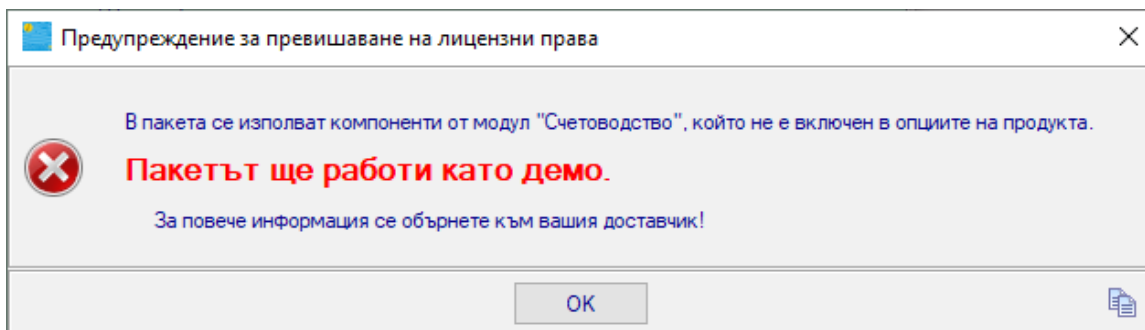 Предупреждение за превишаване на лицензни права
В пакета се изполват компоненти от модул "Счетоводство", който не е включен в опциите на продукта.
Пакетът ще работи като демо.
За повече информация се обърнете към вашия доставчик!
OK